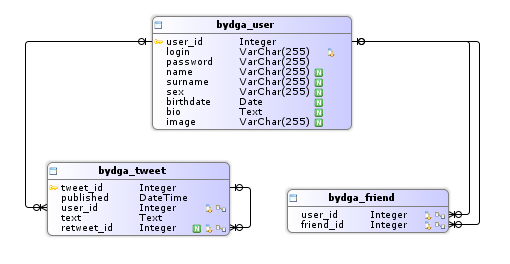 bydga_user
user_id Integer
login VarChar(255)
password VarChar(255)
name VarChar(255) N
surname VarChar(255) N
sex VarChar(255) N
birthdate Date N
bio Text N
image VarChar(255) N
bydga_tweet
tweet_id Integer
published DateTime
user_id Integer
text Text
retweet_id Integer N
bydga_friend
user_id Integer
friend_id Integer